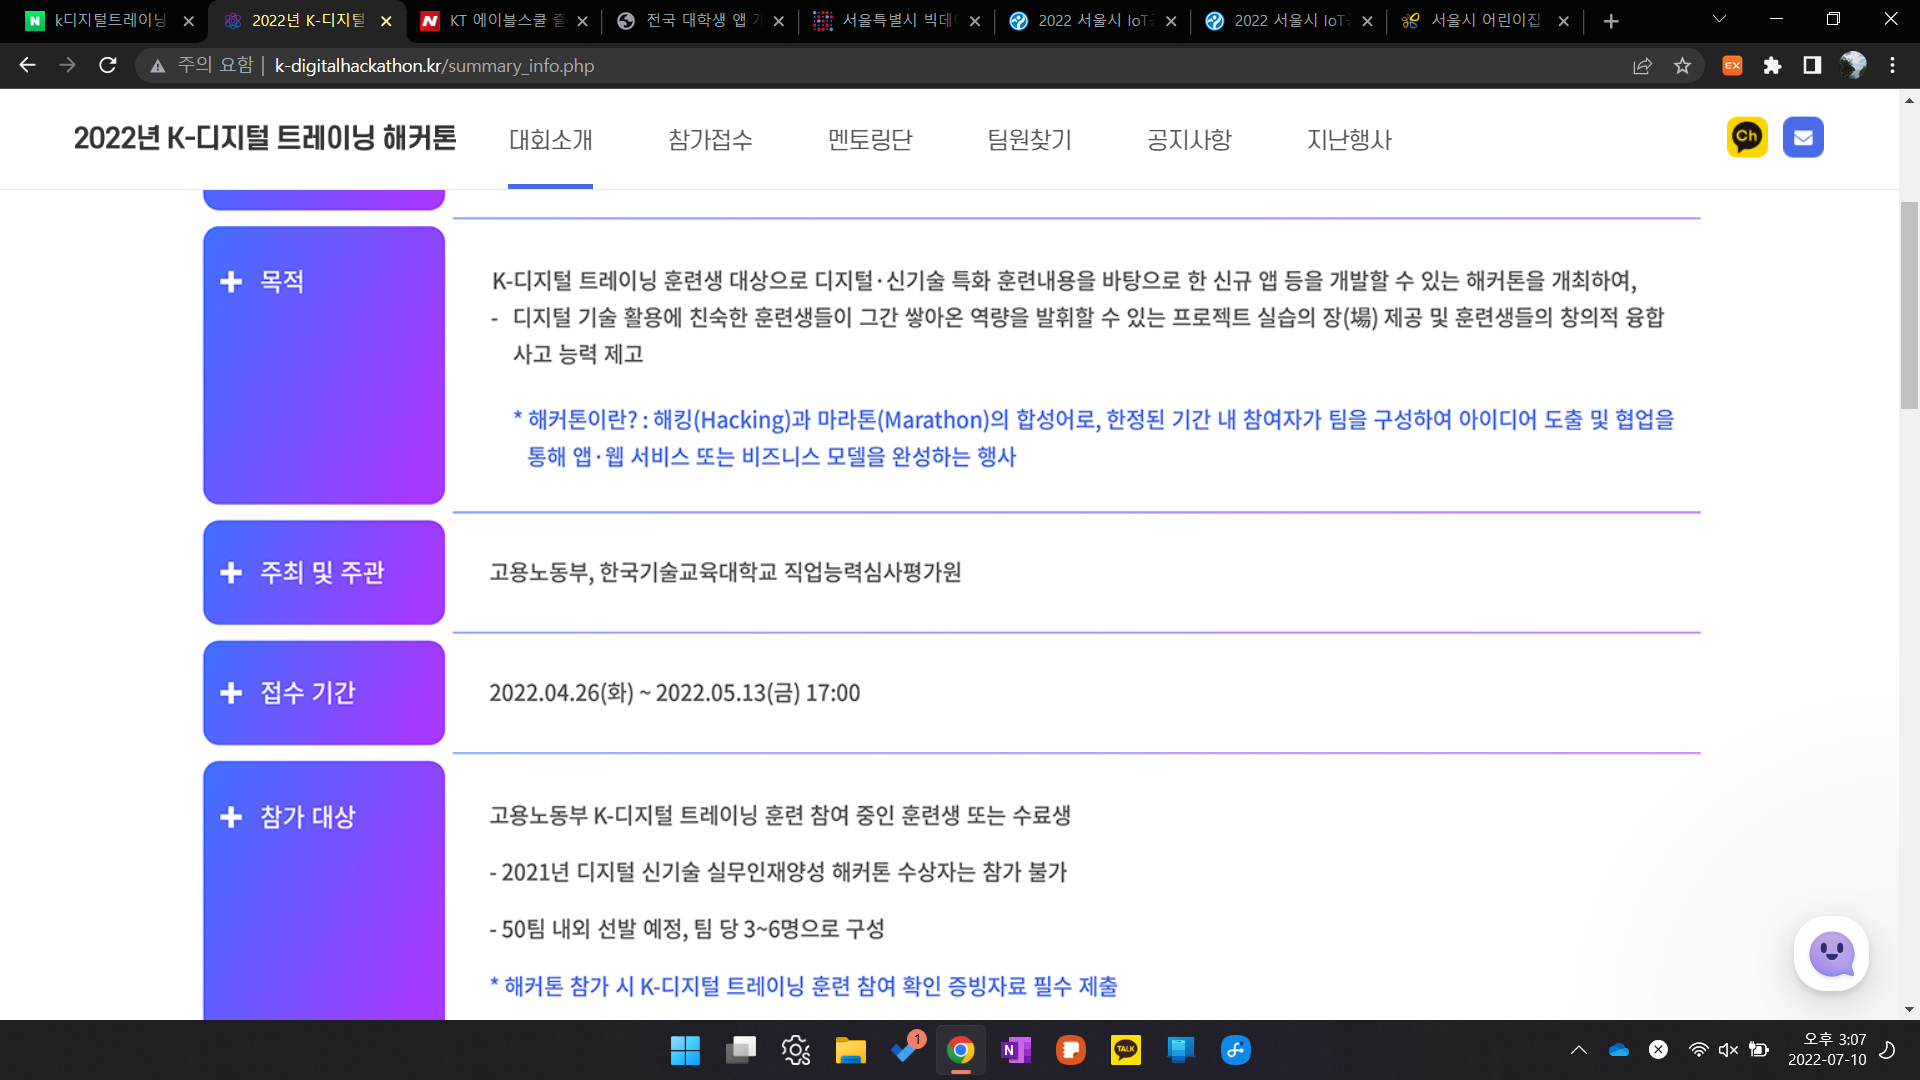 k디지털트레이닝
2022년 K-디지털
KT 에이블스쿨
전국 대학생 앱
서울특별시 빅데이
2022 서울시 IoT
2022 서울시 IoT
서울시 어린이집
주의 요함
k-digitalhackathon.kr/summary_info.php
EX
2022년 K-디지털 트레이닝 해커톤
대회소개
참가접수
멘토링단
팀원찾기
공지사항
지난행사
Ch
+ 목적
K-디지털 트레이닝 훈련생 대상으로 디지털·신기술 특화 훈련내용을 바탕으로 한 신규 앱 등을 개발할 수 있는 해커톤을 개최하여,
- 디지털 기술 활용에 친숙한 훈련생들이 그간 쌓아온 역량을 발휘할 수 있는 프로젝트 실습의 장(場) 제공 및 훈련생들의 창의적 융합
사고 능력 제고
* 해커톤이란? : 해킹(Hacking)과 마라톤(Marathon)의 합성어로, 한정된 기간 내 참여자가 팀을 구성하여 아이디어 도출 및 협업을
통해 앱·웹 서비스 또는 비즈니스 모델을 완성하는 행사
+ 주최 및 주관
고용노동부, 한국기술교육대학교 직업능력심사평가원
+ 접수 기간
2022.04.26(화) ~ 2022.05.13(금) 17:00
+ 참가 대상
고용노동부 K-디지털 트레이닝 훈련 참여 중인 훈련생 또는 수료생
- 2021년 디지털 신기술 실무인재양성 해커톤 수상자는 참가 불가
- 50팀 내외 선발 예정, 팀 당 3~6명으로 구성
* 해커톤 참가 시 K-디지털 트레이닝 훈련 참여 확인 증빙자료 필수 제출
1
N
TALK
오후 3:07
2022-07-10